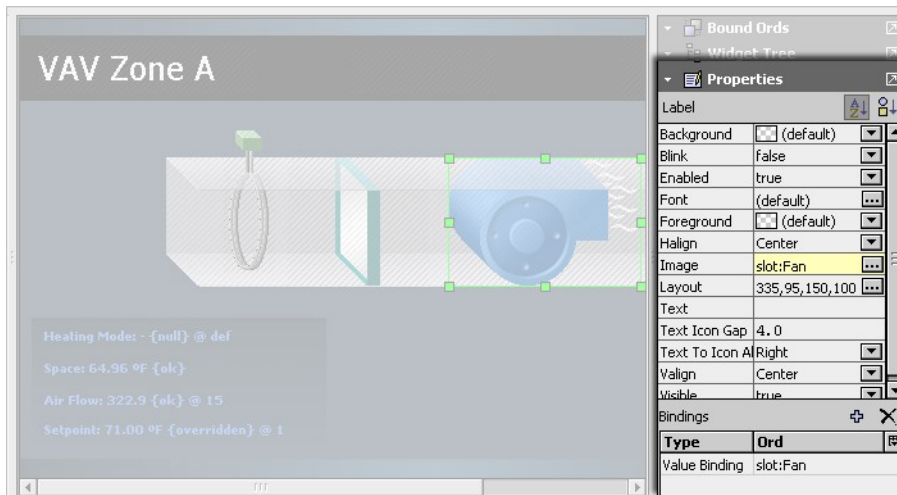 Bound Ords
Widget Tree
VAV Zone A
Properties
Label
Background (default)
Blink false
Enabled true
Font (default)
Foreground (default)
Halign Center
Image slot:Fan
Layout 335,95,150,100
Text
Text Icon Gap 4.0
Text To Icon Al Right
Valign Center
Visible true
Heating Mode: - {null} @ def
Space: 64.96 ºF {ok}
Air Flow: 322.9 {ok} @ 15
Setpoint: 71.00 ºF {overridden} @ 1
Bindings
Type Ord
Value Binding slot:Fan